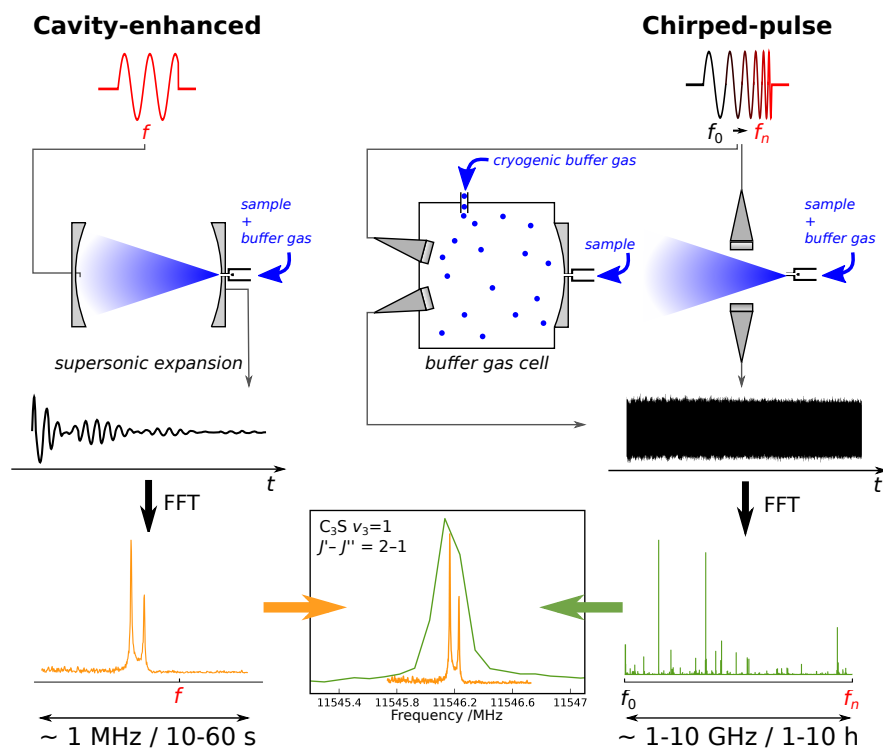 Cavity-enhanced
Chirped-pulse
f
f0 fn
cryogenic buffer gas
sample
+
buffer gas
sample
sample
+
buffer gas
supersonic expansion
buffer gas cell
t
t
FFT
FFT
C3S v3=1
J'– J'' = 2–1
f
11545.4 11545.8 11546.2 11546.6 11547
Frequency /MHz
f0
fn
~ 1 MHz / 10-60 s
~ 1-10 GHz / 1-10 h